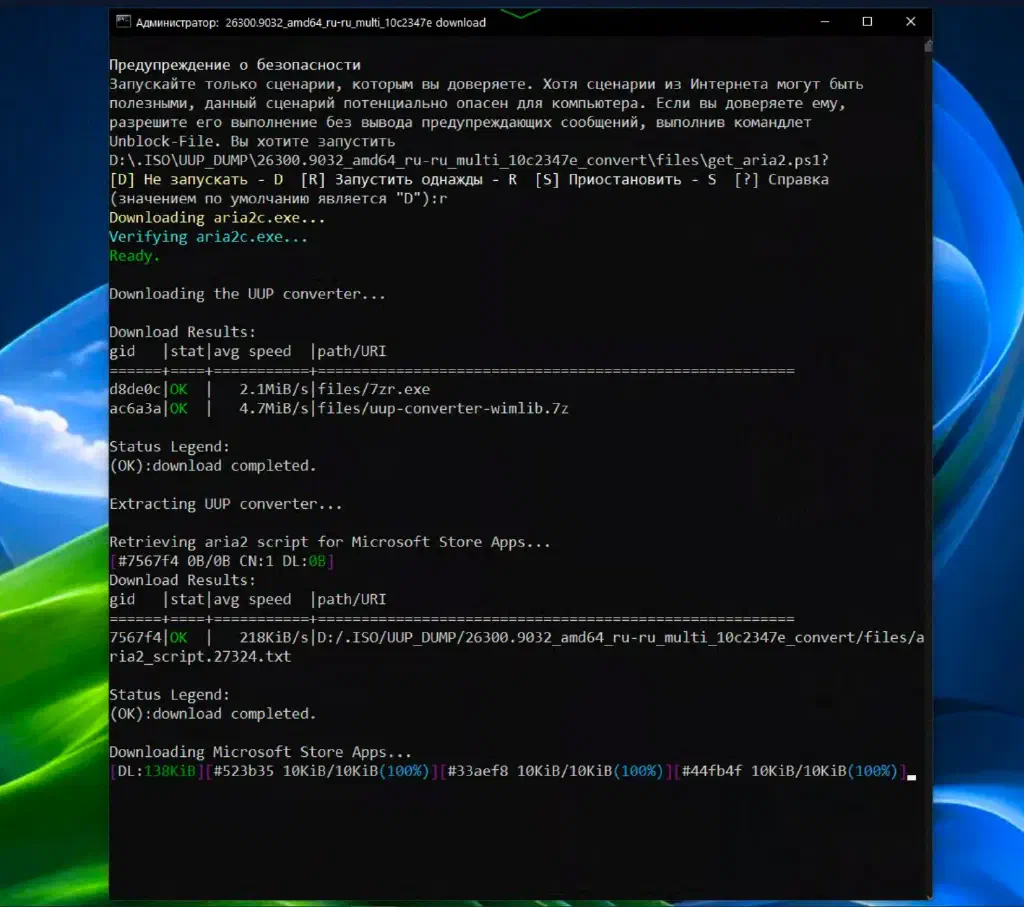 Администратор: 26300.9032_amd64_ru-ru_multi_10c2347e download
Предупреждение о безопасности
Запускайте только сценарии, которым вы доверяете. Хотя сценарии из Интернета могут быть
полезными, данный сценарий потенциально опасен для компьютера. Если вы доверяете ему,
разрешите его выполнение без вывода предупреждающих сообщений, выполнив командлет
Unblock-File. Вы хотите запустить
D:\.ISO\UUP_DUMP\26300.9032_amd64_ru-ru_multi_10c2347e_convert\files\get_aria2.ps1?
[D] Не запускать - D  [R] Запустить однажды - R  [S] Приостановить - S  [?] Справка
(значением по умолчанию является "D"):r
Downloading aria2c.exe...
Verifying aria2c.exe...
Ready.
Downloading the UUP converter...
Download Results:
gid   |stat|avg speed  |path/URI
======+====+===========+=======================================================
d8de0c|OK  |   2.1MiB/s|files/7zr.exe
ac6a3a|OK  |   4.7MiB/s|files/uup-converter-wimlib.7z
Status Legend:
(OK):download completed.
Extracting UUP converter...
Retrieving aria2 script for Microsoft Store Apps...
[#7567f4 0B/0B CN:1 DL:0B]
Download Results:
gid   |stat|avg speed  |path/URI
======+====+===========+=======================================================
7567f4|OK  |   218KiB/s|D:/.ISO/UUP_DUMP/26300.9032_amd64_ru-ru_multi_10c2347e_convert/files/a
ria2_script.27324.txt
Status Legend:
(OK):download completed.
Downloading Microsoft Store Apps...
[DL:138KiB][#523b35 10KiB/10KiB(100%)][#33aef8 10KiB/10KiB(100%)][#44fb4f 10KiB/10KiB(100%)]